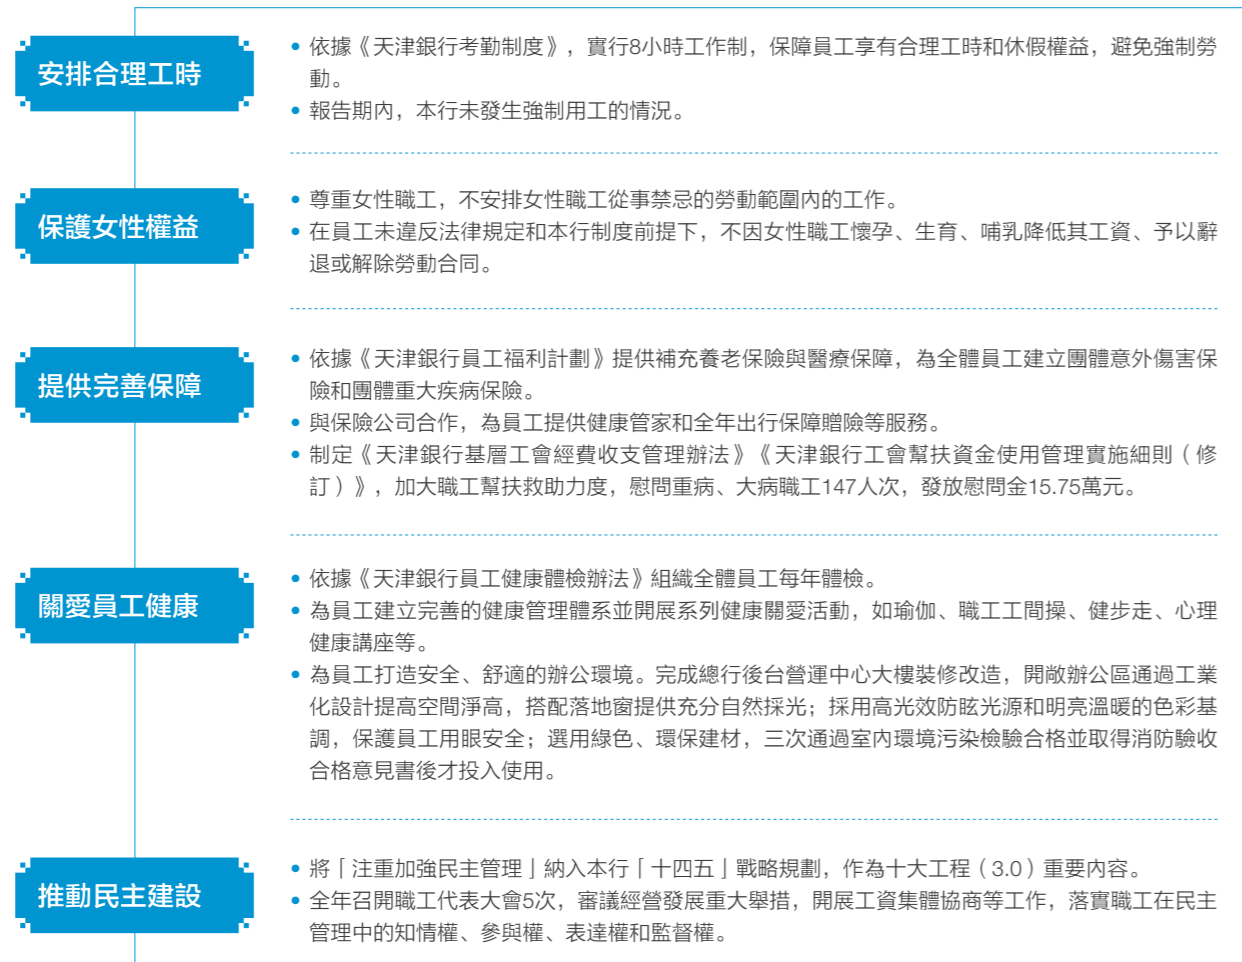 安排合理工時
• 依據《天津銀行考勤制度》，實行8小時工作制，保障員工享有合理工時和休假權益，避免強制勞
動。
• 報告期內，本行未發生強制用工的情況。
保護女性權益
• 尊重女性職工，不安排女性職工從事禁忌的勞動範圍內的工作。
• 在員工未違反法律規定和本行制度前提下，不因女性職工懷孕、生育、哺乳降低其工資、予以辭
退或解除勞動合同。
提供完善保障
• 依據《天津銀行員工福利計劃》提供補充養老保險與醫療保障，為全體員工建立團體意外傷害保
險和團體重大疾病保險。
• 與保險公司合作，為員工提供健康管家和全年出行保障贈險等服務。
• 制定《天津銀行基層工會經費收支管理辦法》《天津銀行工會幫扶資金使用管理實施細則（修
訂）》，加大職工幫扶救助力度，慰問重病、大病職工147人次，發放慰問金15.75萬元。
關愛員工健康
• 依據《天津銀行員工健康體檢辦法》組織全體員工每年體檢。
• 為員工建立完善的健康管理體系並開展系列健康關愛活動，如瑜伽、職工工間操、健步走、心理
健康講座等。
• 為員工打造安全、舒適的辦公環境。完成總行後台營運中心大樓裝修改造，開敞辦公區通過工業
化設計提高空間淨高，搭配落地窗提供充分自然採光；採用高光效防眩光源和明亮溫暖的色彩基
調，保護員工用眼安全；選用綠色、環保建材，三次通過室內環境污染檢驗合格並取得消防驗收
合格意見書後才投入使用。
推動民主建設
• 將「注重加強民主管理」納入本行「十四五」戰略規劃，作為十大工程（3.0）重要內容。
• 全年召開職工代表大會5次，審議經營發展重大舉措，開展工資集體協商等工作，落實職工在民主
管理中的知情權、參與權、表達權和監督權。